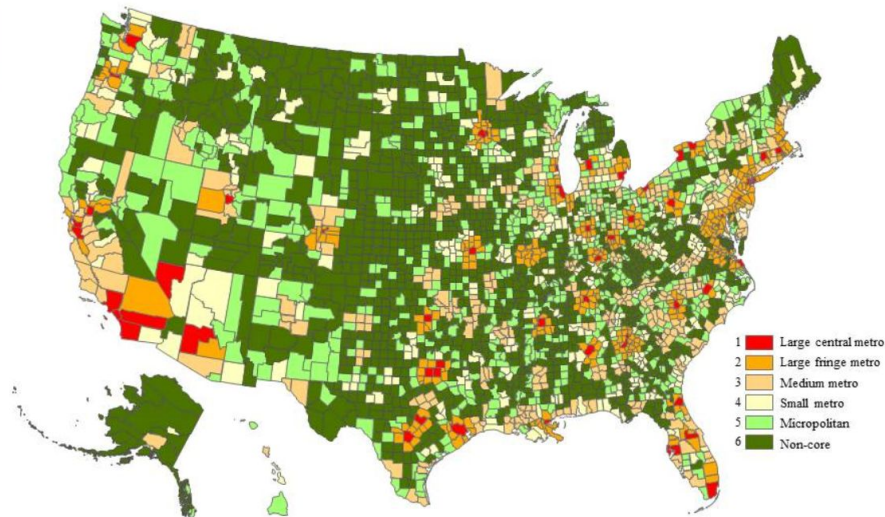 1 Large central metro
2 Large fringe metro
3 Medium metro
4 Small metro
5 Micropolitan
6 Non-core